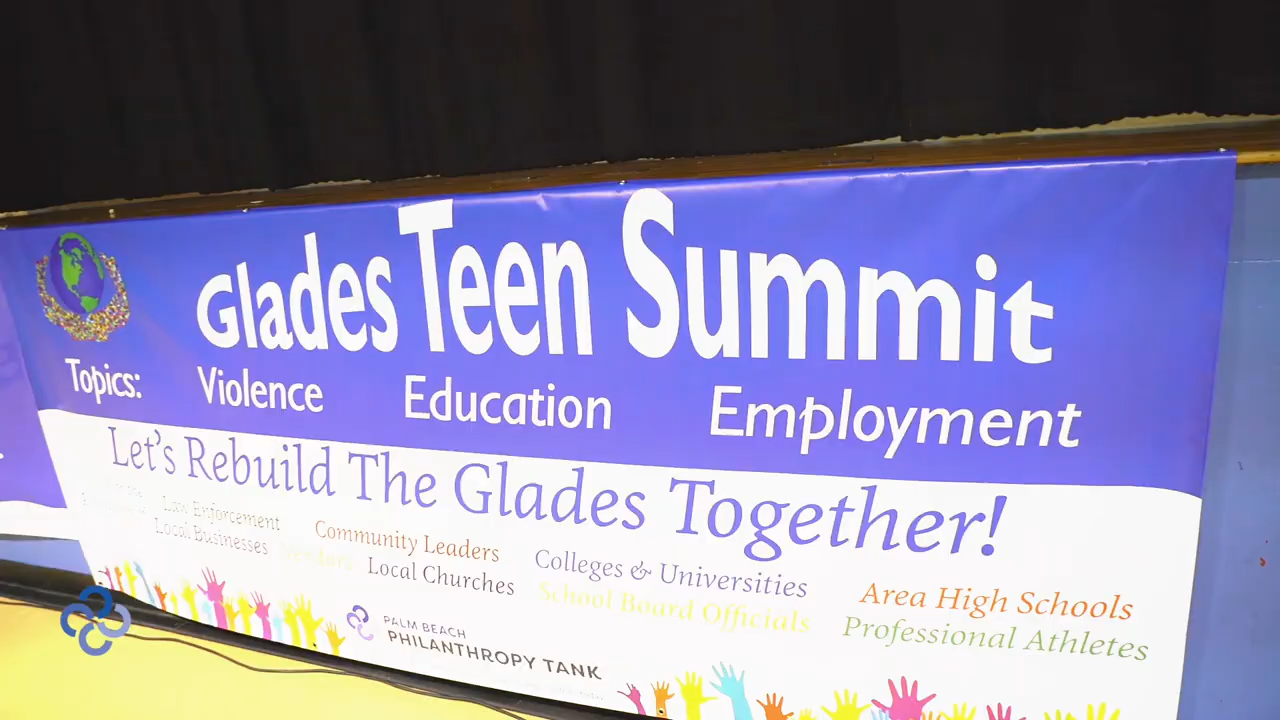 Glades Teen Summit
Topics: Violence Education Employment
Let's Rebuild The Glades Together!
Law Enforcement Community Leaders Colleges & Universities Area High Schools
Local Businesses Local Churches School Board Officials Professional Athletes
PALM BEACH
PHILANTHROPY TANK